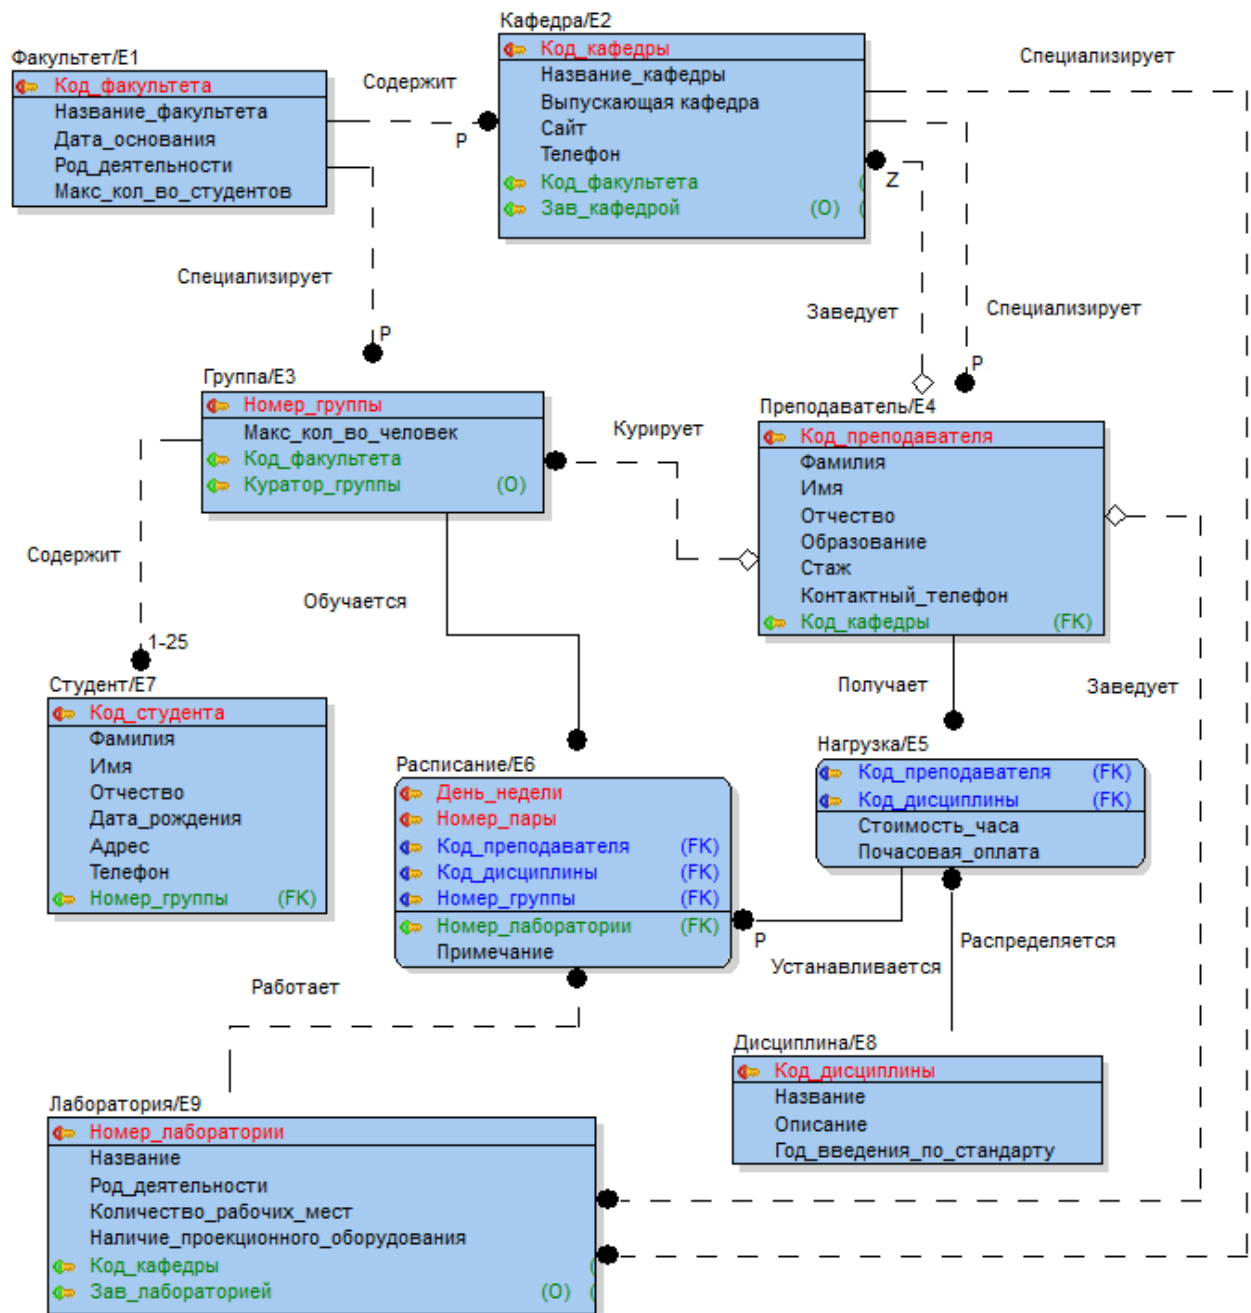 Кафедра/E2
Код_кафедры
Название_кафедры
Выпускающая кафедра
Сайт
Телефон
Код_факультета (
Зав_кафедрой (O) (
Специализирует
Факультет/E1
Код_факультета
Название_факультета
Дата_основания
Род_деятельности
Макс_кол_во_студентов
Содержит
P
Z
Специализирует
P
Заведует
Специализирует
P
Группа/E3
Номер_группы
Макс_кол_во_человек
Код_факультета
Куратор_группы (O)
Курирует
Преподаватель/E4
Код_преподавателя
Фамилия
Имя
Отчество
Образование
Стаж
Контактный_телефон
Код_кафедры (FK)
Содержит
1-25
Обучается
Получает
Заведует
Студент/E7
Код_студента
Фамилия
Имя
Отчество
Дата_рождения
Адрес
Телефон
Номер_группы (FK)
Расписание/E6
День_недели
Номер_пары
Код_преподавателя (FK)
Код_дисциплины (FK)
Номер_группы (FK)
Номер_лаборатории (FK)
Примечание
Нагрузка/E5
Код_преподавателя (FK)
Код_дисциплины (FK)
Стоимость_часа
Почасовая_оплата
P
Устанавливается
Распределяется
Работает
Дисциплина/E8
Код_дисциплины
Название
Описание
Год_введения_по_стандарту
Лаборатория/E9
Номер_лаборатории
Название
Род_деятельности
Количество_рабочих_мест
Наличие_проекционного_оборудования
Код_кафедры (
Зав_лабораторией (O) (